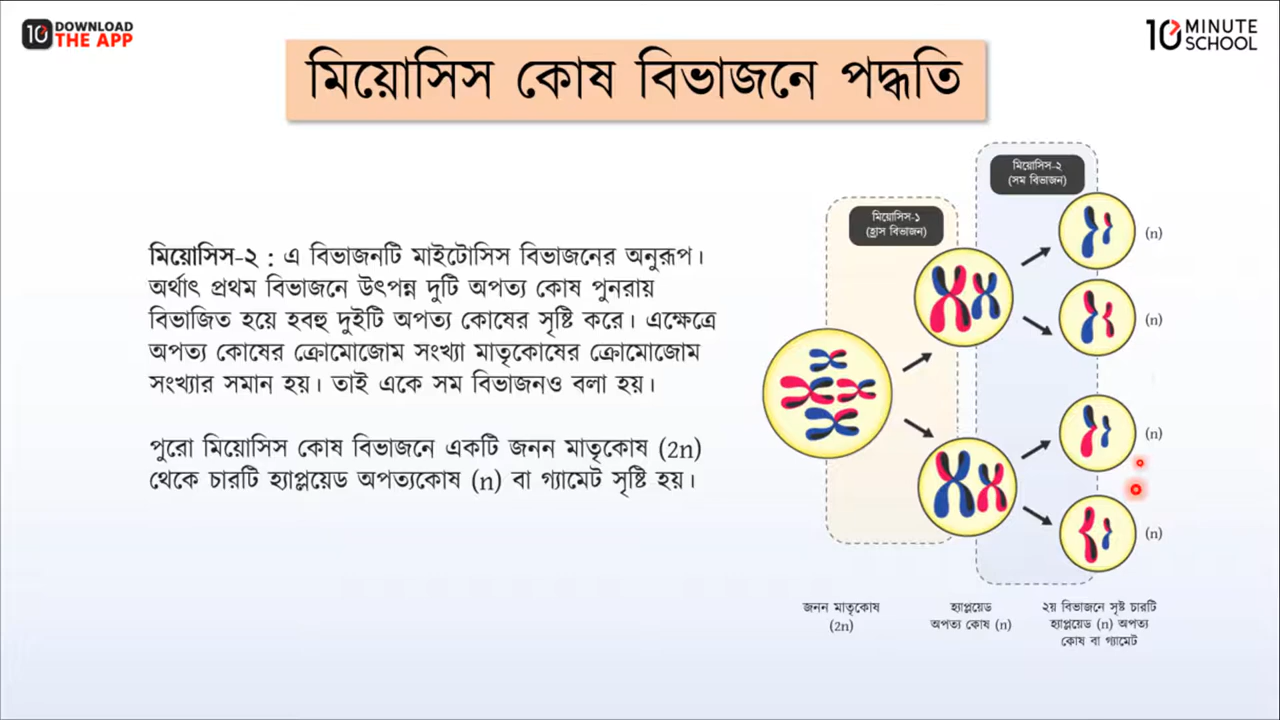 DOWNLOAD
THE APP
10 MINUTE
SCHOOL
মিয়োসিস কোষ বিভাজনে পদ্ধতি
মিয়োসিস-২ : এ বিভাজনটি মাইটোসিস বিভাজনের অনুরূপ।
অর্থাৎ প্রথম বিভাজনে উৎপন্ন দুটি অপত্য কোষ পুনরায়
বিভাজিত হয়ে হুবহু দুইটি অপত্য কোষের সৃষ্টি করে। এক্ষেত্রে
অপত্য কোষের ক্রোমোজোম সংখ্যা মাতৃকোষের ক্রোমোজোম
সংখ্যার সমান হয়। তাই একে সম বিভাজনও বলা হয়।
পুরো মিয়োসিস কোষ বিভাজনে একটি জনন মাতৃকোষ (2n)
থেকে চারটি হ্যাপ্লয়েড অপত্যকোষ (n) বা গ্যামেট সৃষ্টি হয়।
মিয়োসিস-১
(হ্রাস বিভাজন)
মিয়োসিস-২
(সম বিভাজন)
(n)
(n)
(n)
(n)
জনন মাতৃকোষ
(2n)
হ্যাপ্লয়েড
অপত্য কোষ (n)
২য় বিভাজনে সৃষ্ট চারটি
হ্যাপ্লয়েড (n) অপত্য
কোষ বা গ্যামেট